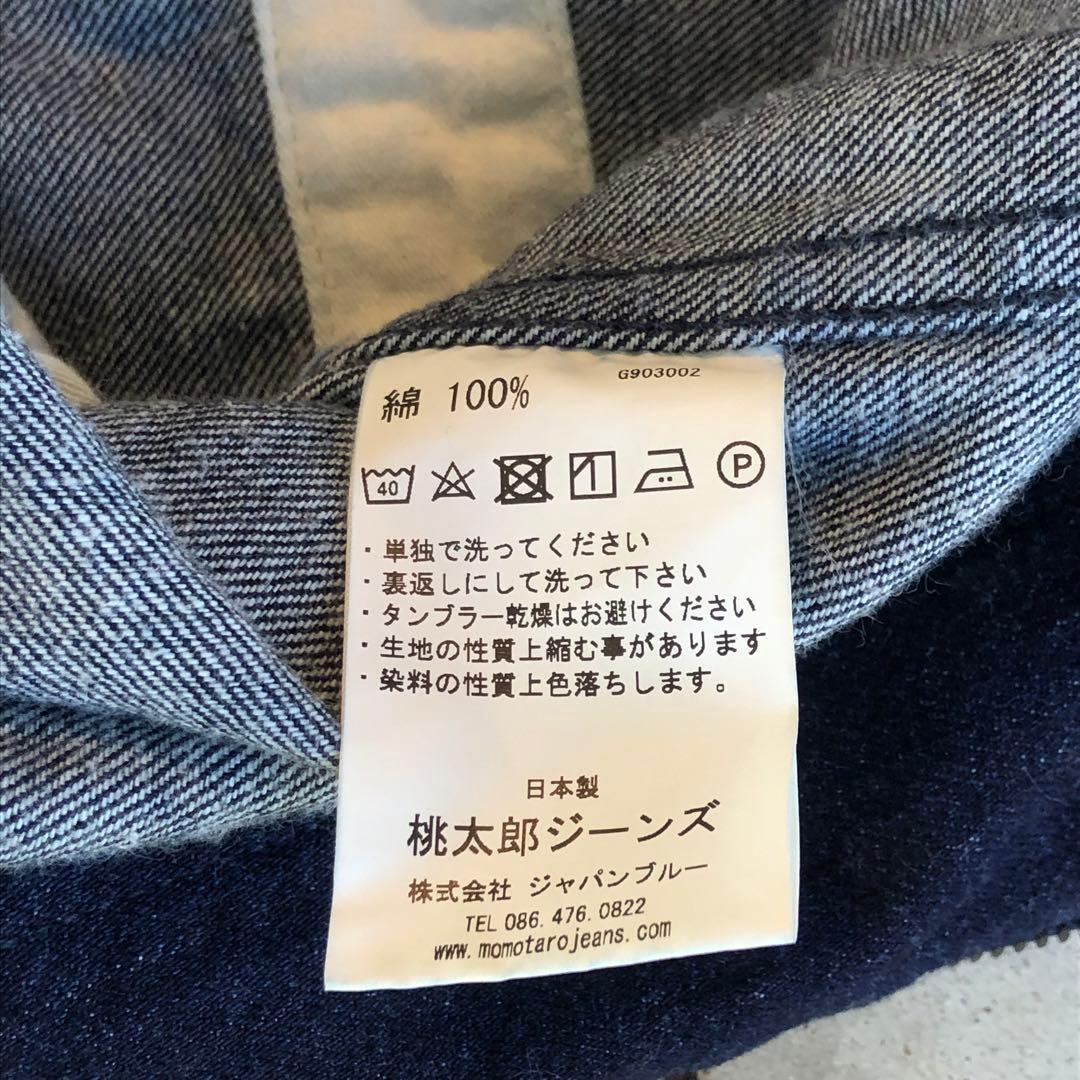 綿 100% G903002
40 P
・単独で洗ってください
・裏返しにして洗って下さい
・タンブラー乾燥はお避けください
・生地の性質上縮む事があります
・染料の性質上色落ちします。
日本製
桃太郎ジーンズ
株式会社 ジャパンブルー
TEL 086.476.0822
www.momotarojeans.com